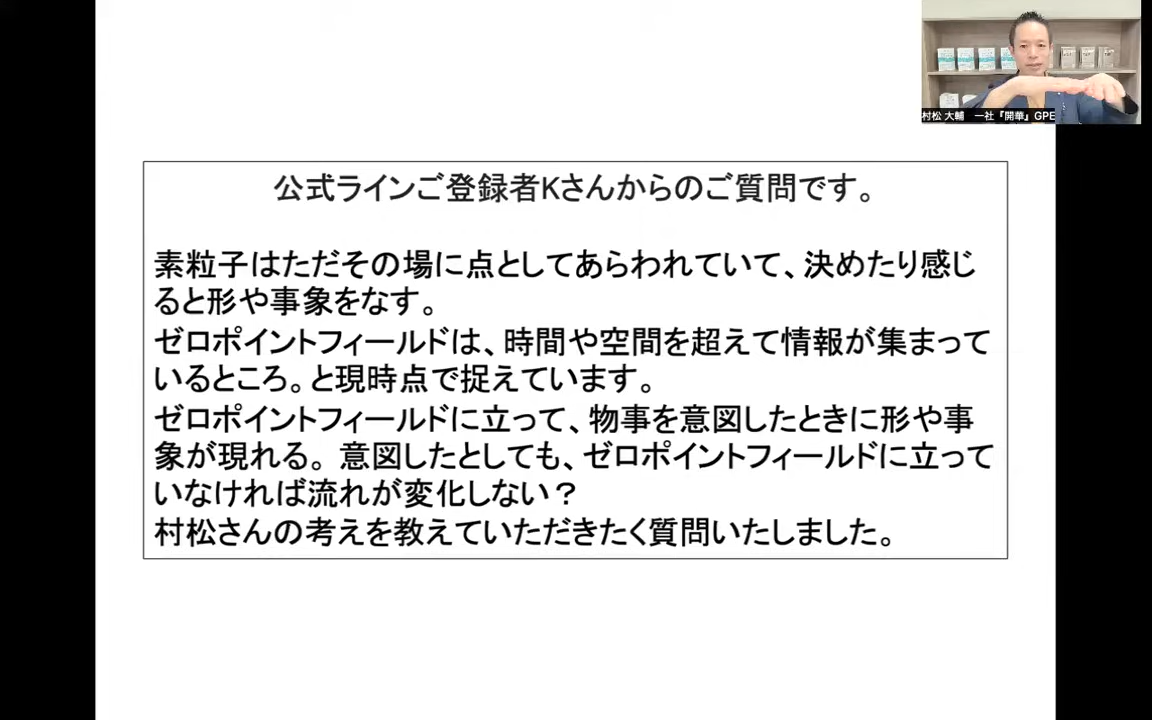 村松 大輔　一社『開華』GPE
公式ラインご登録者Kさんからのご質問です。
素粒子はただその場に点としてあらわれていて、決めたり感じ
ると形や事象をなす。
ゼロポイントフィールドは、時間や空間を超えて情報が集まって
いるところ。と現時点で捉えています。
ゼロポイントフィールドに立って、物事を意図したときに形や事
象が現れる。意図したとしても、ゼロポイントフィールドに立って
いなければ流れが変化しない？
村松さんの考えを教えていただきたく質問いたしました。